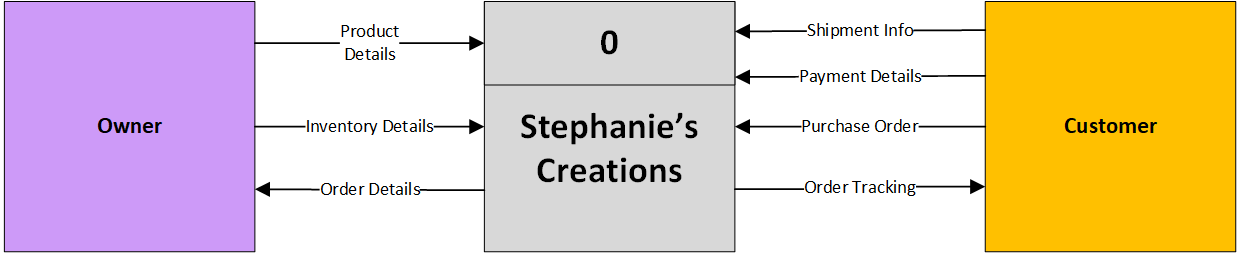 Product
Details
0
Shipment Info
Payment Details
Owner
Inventory Details
Stephanie’s
Creations
Purchase Order
Customer
Order Details
Order Tracking